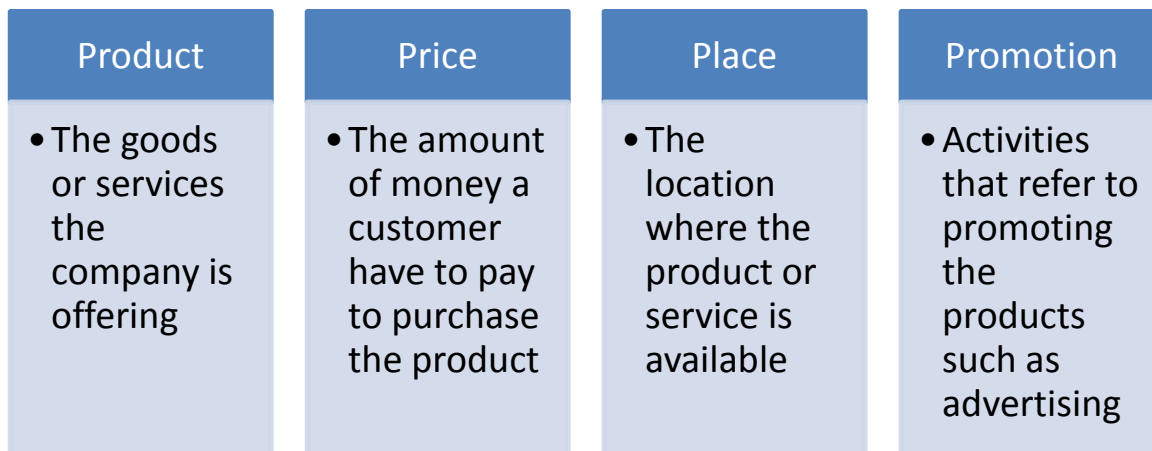 Product
• The goods
or services
the
company is
offering
Price
• The amount
of money a
customer
have to pay
to purchase
the product
Place
• The
location
where the
product or
service is
available
Promotion
• Activities
that refer to
promoting
the
products
such as
advertising